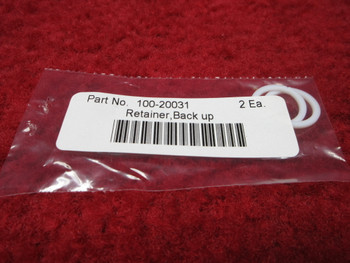 Part No. 100-20031 2 Ea.
Retainer,Back up